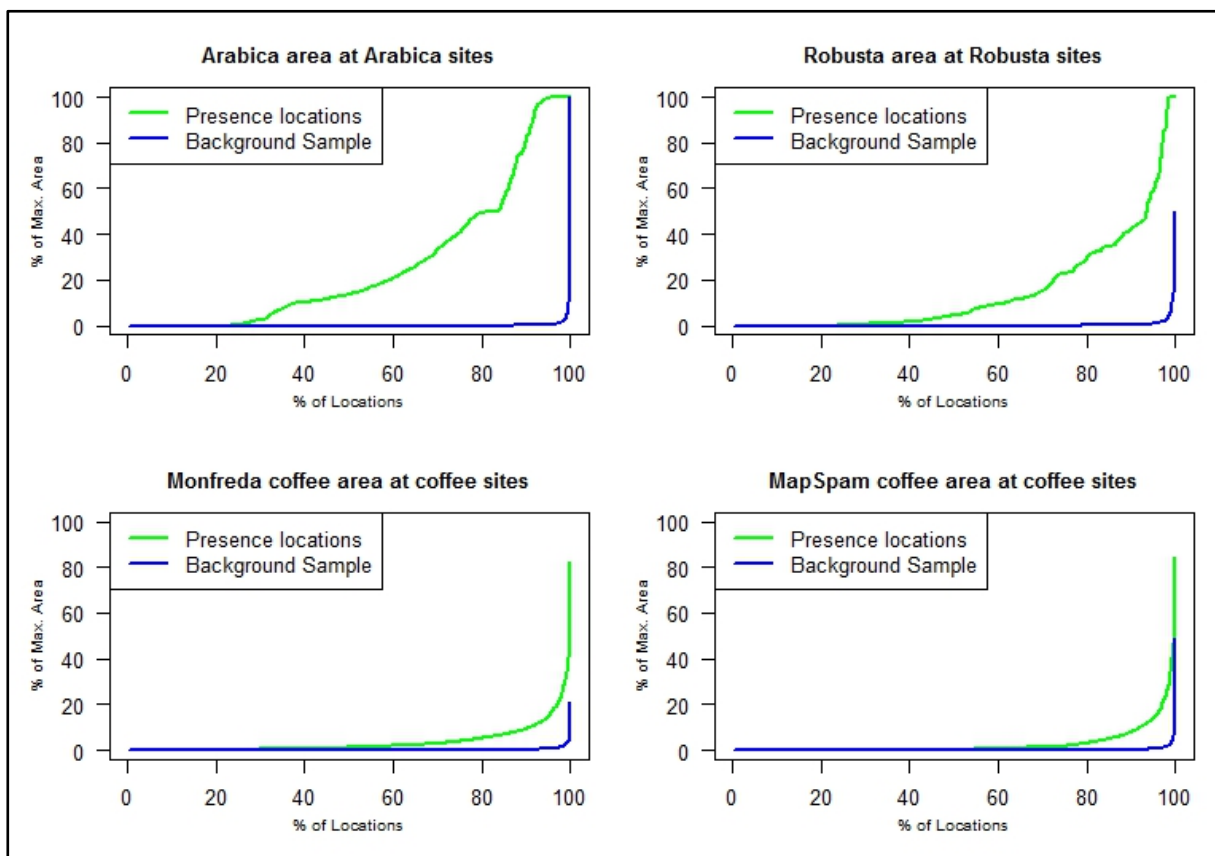 Arabica area at Arabica sites
% of Max. Area
100
80
60
40
20
0
Presence locations
Background Sample
0 20 40 60 80 100
% of Locations
Robusta area at Robusta sites
% of Max. Area
100
80
60
40
20
0
Presence locations
Background Sample
0 20 40 60 80 100
% of Locations
Monfreda coffee area at coffee sites
% of Max. Area
100
80
60
40
20
0
Presence locations
Background Sample
0 20 40 60 80 100
% of Locations
MapSpam coffee area at coffee sites
% of Max. Area
100
80
60
40
20
0
Presence locations
Background Sample
0 20 40 60 80 100
% of Locations